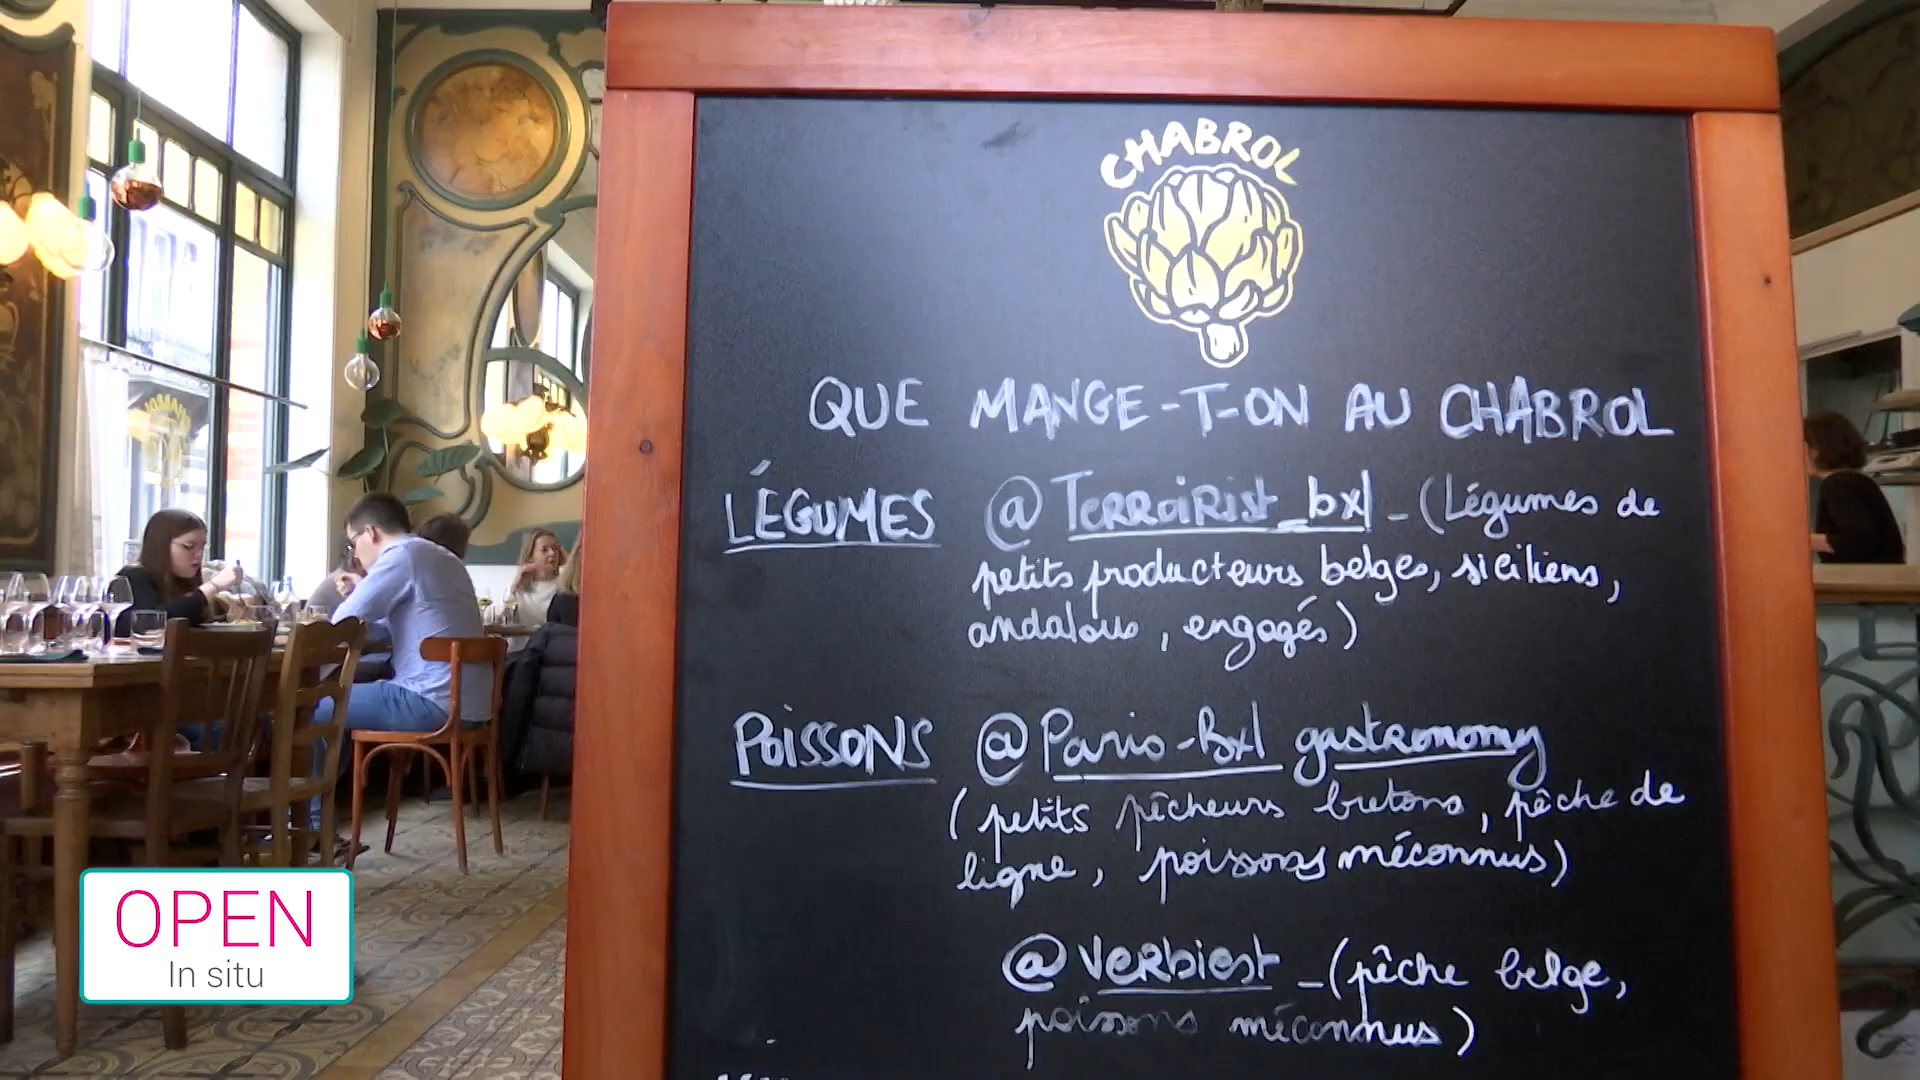 CHABROL
QUE MANGE-T-ON AU CHABROL
LÉGUMES @Terroirist_bxl - (Légumes de
petits producteurs belges, siciliens,
andalous, engagés)
POISSONS @Paris-Bxl gastronomy
(petits pêcheurs bretons, pêche de
ligne, poissons méconnus)
@verbiest - (pêche belge,
poissons méconnus)
OPEN
In situ